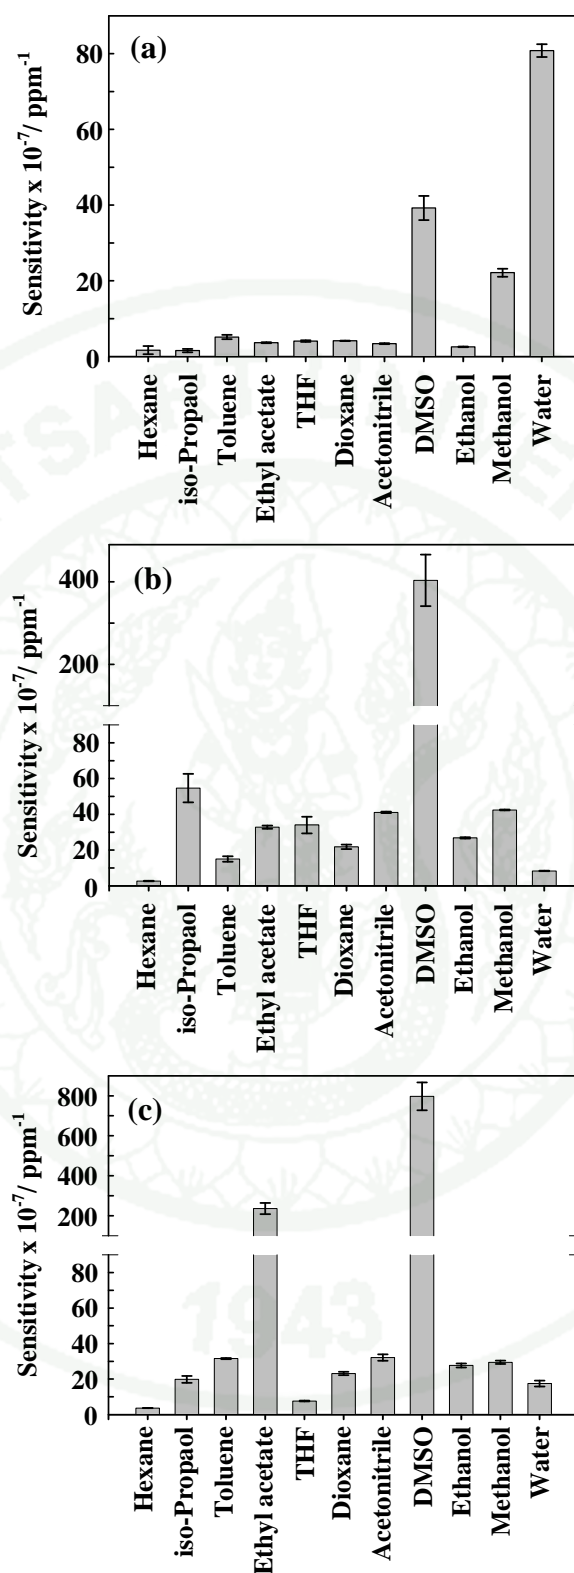 (a)
Sensitivity x 10-7/ ppm-1
80
60
40
20
0
Hexane
iso-Propaol
Toluene
Ethyl acetate
THF
Dioxane
Acetonitrile
DMSO
Ethanol
Methanol
Water
(b)
Sensitivity x 10-7/ ppm-1
400
200
80
60
40
20
0
Hexane
iso-Propaol
Toluene
Ethyl acetate
THF
Dioxane
Acetonitrile
DMSO
Ethanol
Methanol
Water
(c)
Sensitivity x 10-7/ ppm-1
800
600
400
200
80
60
40
20
0
Hexane
iso-Propaol
Toluene
Ethyl acetate
THF
Dioxane
Acetonitrile
DMSO
Ethanol
Methanol
Water
1943